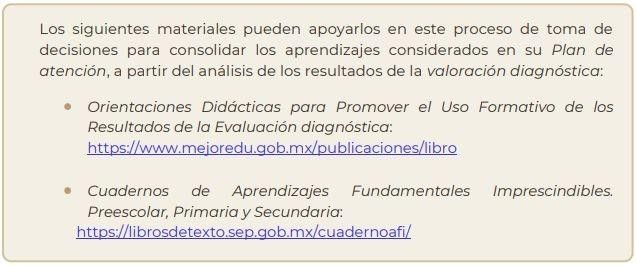 Los siguientes materiales pueden apoyarlos en este proceso de toma de
decisiones para consolidar los aprendizajes considerados en su Plan de
atención, a partir del análisis de los resultados de la valoración diagnóstica:
• Orientaciones Didácticas para Promover el Uso Formativo de los
Resultados de la Evaluación diagnóstica:
https://www.mejoredu.gob.mx/publicaciones/libro
• Cuadernos de Aprendizajes Fundamentales Imprescindibles.
Preescolar, Primaria y Secundaria:
https://librosdetexto.sep.gob.mx/cuadernoafi/